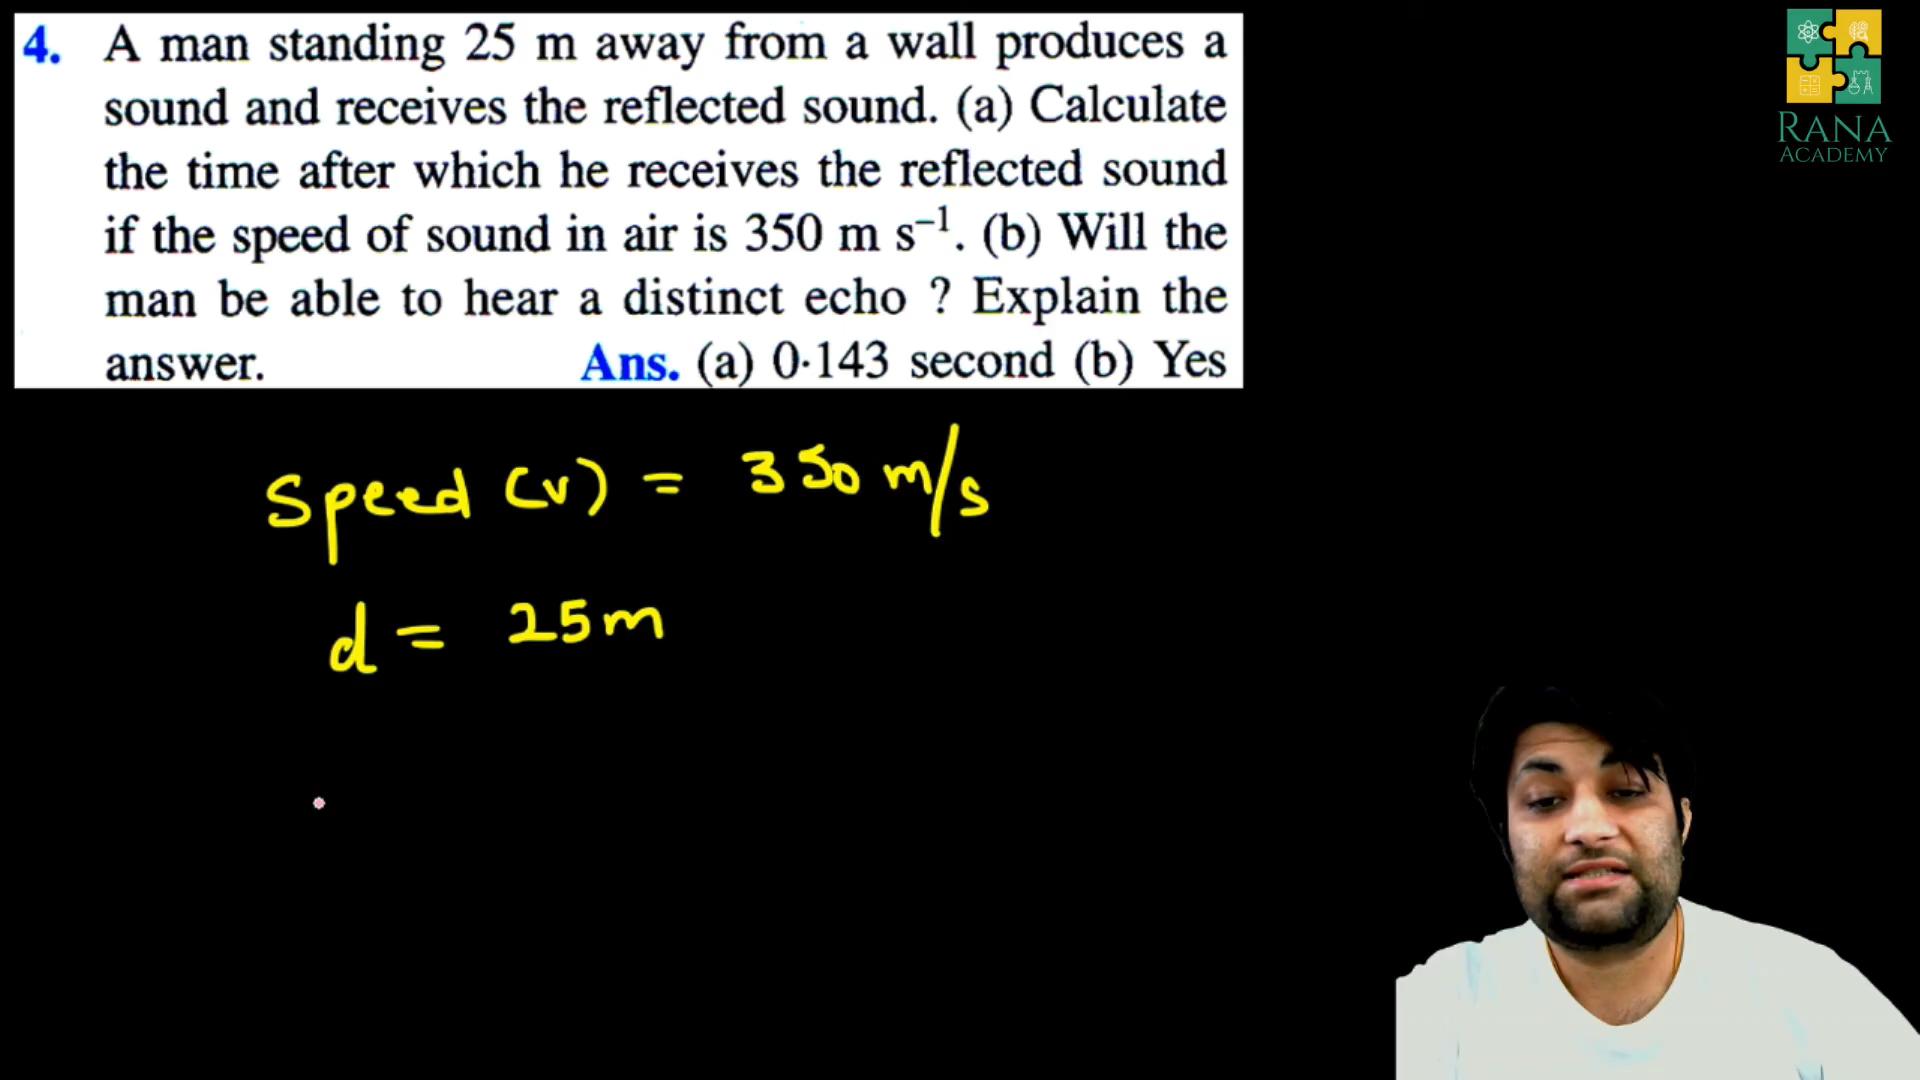 4. A man standing 25 m away from a wall produces a
sound and receives the reflected sound. (a) Calculate
the time after which he receives the reflected sound
if the speed of sound in air is 350 m s⁻¹. (b) Will the
man be able to hear a distinct echo ? Explain the
answer. Ans. (a) 0·143 second (b) Yes
RANA
ACADEMY
Speed (v) = 350 m/s
d = 25m